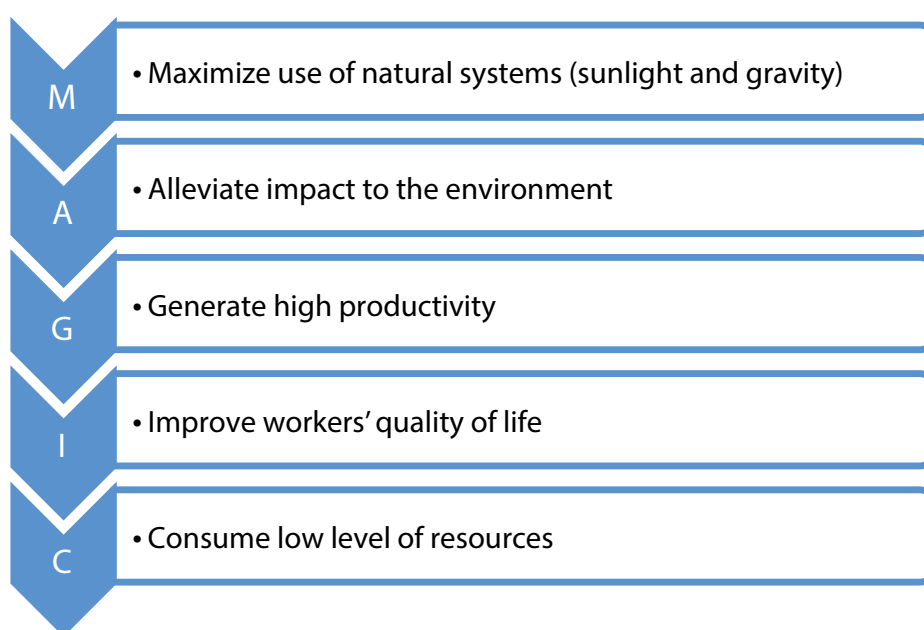 M
• Maximize use of natural systems (sunlight and gravity)
A
• Alleviate impact to the environment
G
• Generate high productivity
I
• Improve workers’ quality of life
C
• Consume low level of resources